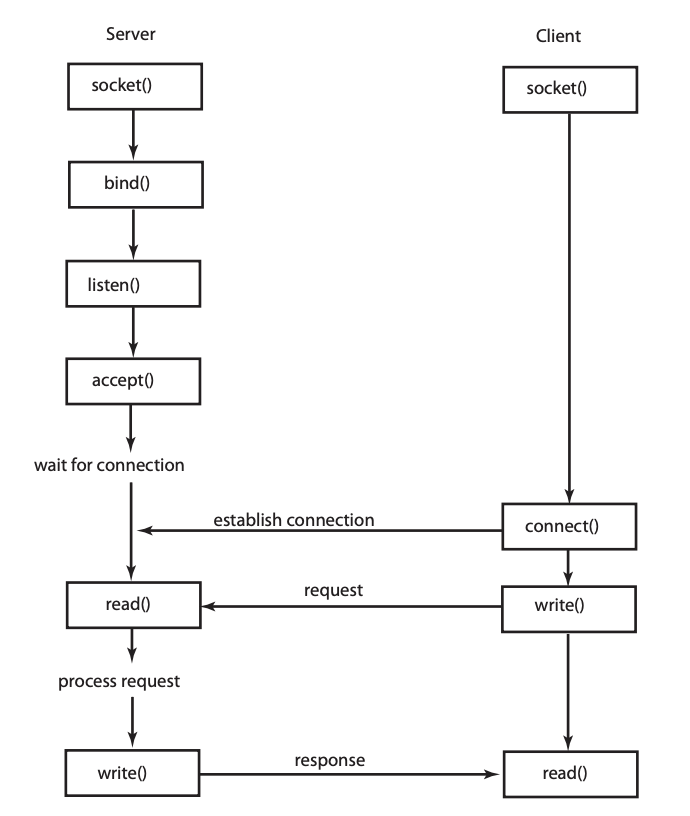 Server
Client
socket()
socket()
bind()
listen()
accept()
wait for connection
establish connection
connect()
read()
request
write()
process request
write()
response
read()